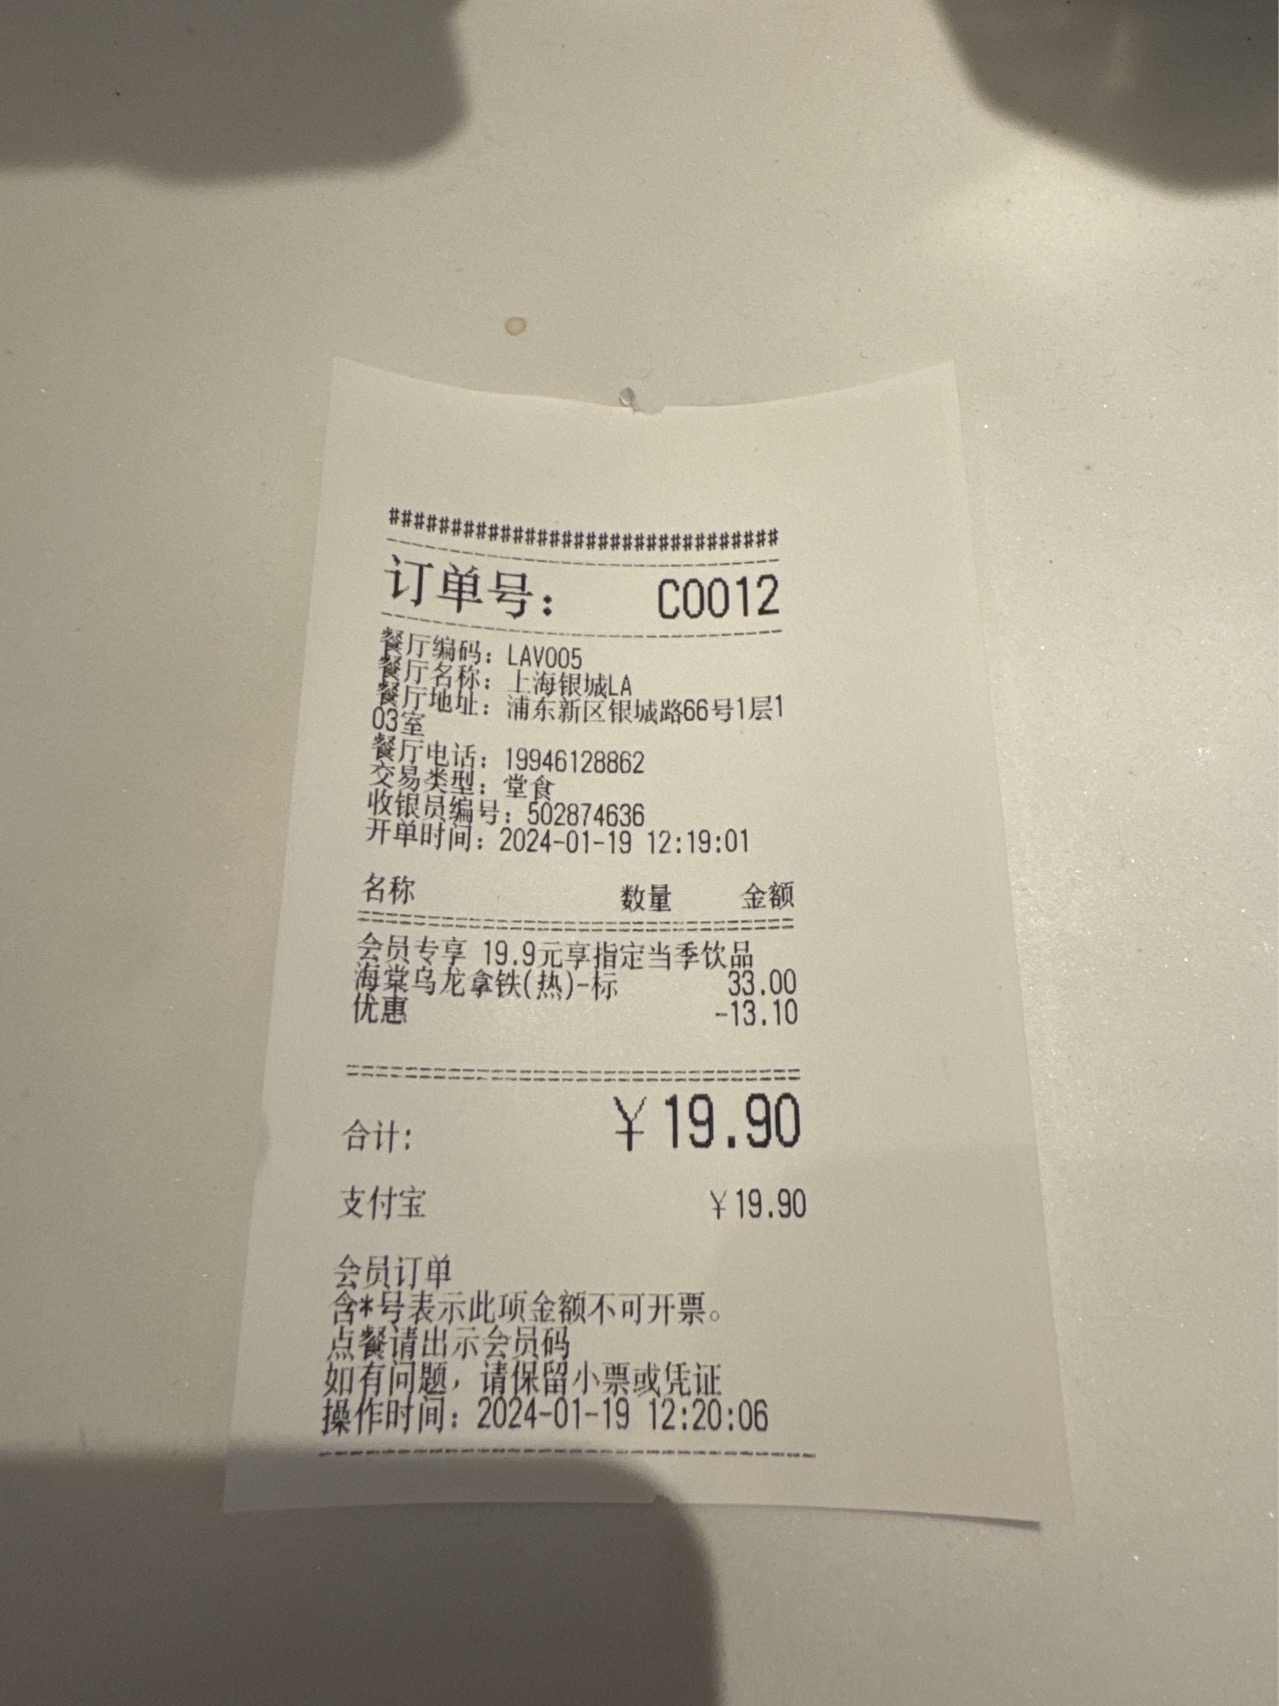 ###############################
订单号： C0012
餐厅编码：LAV005
餐厅名称：上海银城LA
餐厅地址：浦东新区银城路66号1层1
03室
餐厅电话：19946128862
交易类型：堂食
收银员编号：502874636
开单时间：2024-01-19 12:19:01
名称 数量 金额
会员专享 19.9元享指定当季饮品
海棠乌龙拿铁(热)-标 33.00
优惠 -13.10
合计: ￥19.90
支付宝 ￥19.90
会员订单
含*号表示此项金额不可开票。
点餐请出示会员码
如有问题，请保留小票或凭证
操作时间：2024-01-19 12:20:06